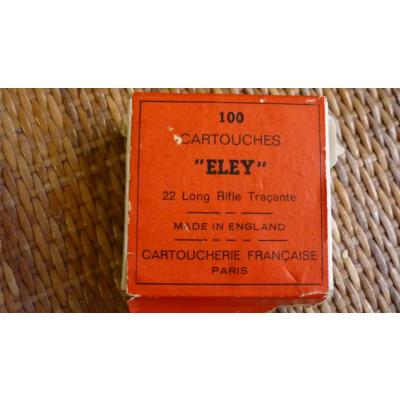 100
CARTOUCHES
"ELEY"
22 Long Rifle Traçante
MADE IN ENGLAND
CARTOUCHERIE FRANÇAISE
PARIS